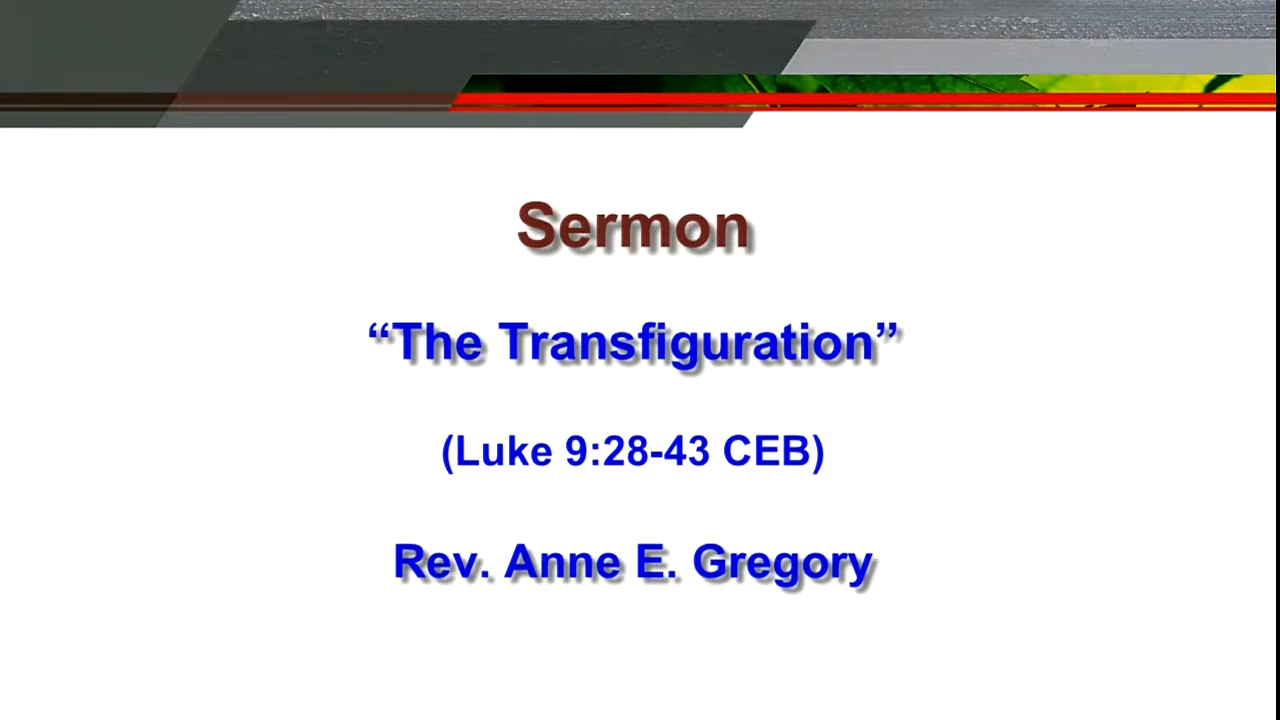 Sermon
“The Transfiguration”
(Luke 9:28-43 CEB)
Rev. Anne E. Gregory